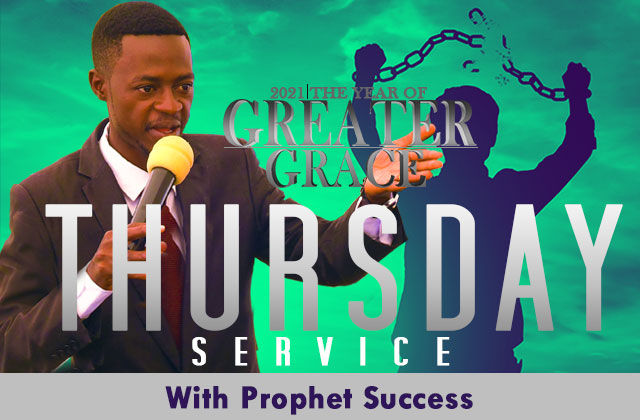 2021|THE YEAR OF
GREATER
GRACE
THURSDAY
SERVICE
With Prophet Success